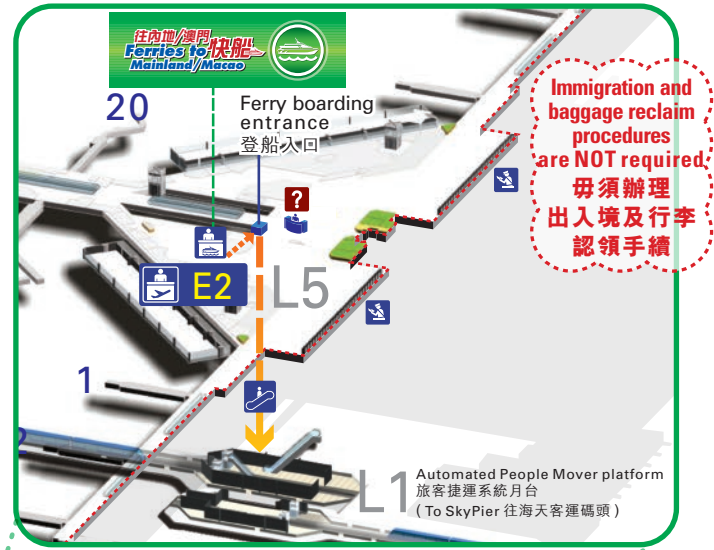 往內地/澳門
快船
Ferries to
Mainland/Macao
20
Ferry boarding
entrance
登船入口
Immigration and
baggage reclaim
procedures
are NOT required
毋須辦理
出入境及行李
認領手續
?
E2
L5
1
2
L1
Automated People Mover platform
旅客捷運系統月台
( To SkyPier 往海天客運碼頭 )